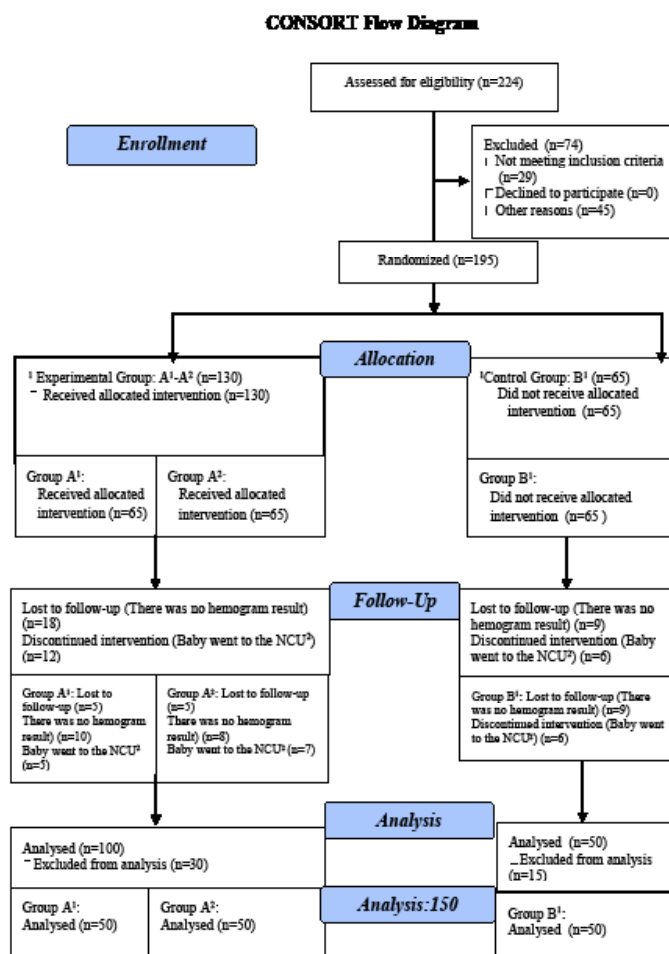 CONSORT Flow Diagram
Assessed for eligibility (n=224)
Enrollment
Excluded (n=74)
Not meeting inclusion criteria
(n=29)
Declined to participate (n=0)
Other reasons (n=45)
Randomized (n=195)
Allocation
¹ Experimental Group: A¹-A² (n=130)
Received allocated intervention (n=130)
¹Control Group: B¹ (n=65)
Did not receive allocated
intervention (n=65)
Group A¹:
Received allocated
intervention (n=65)
Group A²:
Received allocated
intervention (n=65)
Group B¹:
Did not receive allocated
intervention (n=65 )
Follow-Up
Lost to follow-up (There was no hemogram result)
(n=18)
Discontinued intervention (Baby went to the NCU²)
(n=12)
Lost to follow-up (There was no
hemogram result) (n=9)
Discontinued intervention (Baby
went to the NCU²) (n=6)
Group A¹: Lost to
follow-up (n=5)
There was no hemogram
result) (n=10)
Baby went to the NCU²
(n=5)
Lost to follow-up
(n=5)
There was no hemogram
result) (n=8)
Baby went to the NCU² (n=7)
Group B¹: Lost to follow-up (There
was no hemogram result) (n=9)
Discontinued intervention (Baby went
to the NCU²) (n=6)
Analysis
Analysed (n=100)
Excluded from analysis (n=30)
Analysed (n=50)
Excluded from analysis
(n=15)
Analysis:150
Group A¹:
Analysed (n=50)
Group A²:
Analysed (n=50)
Group B¹:
Analysed (n=50)